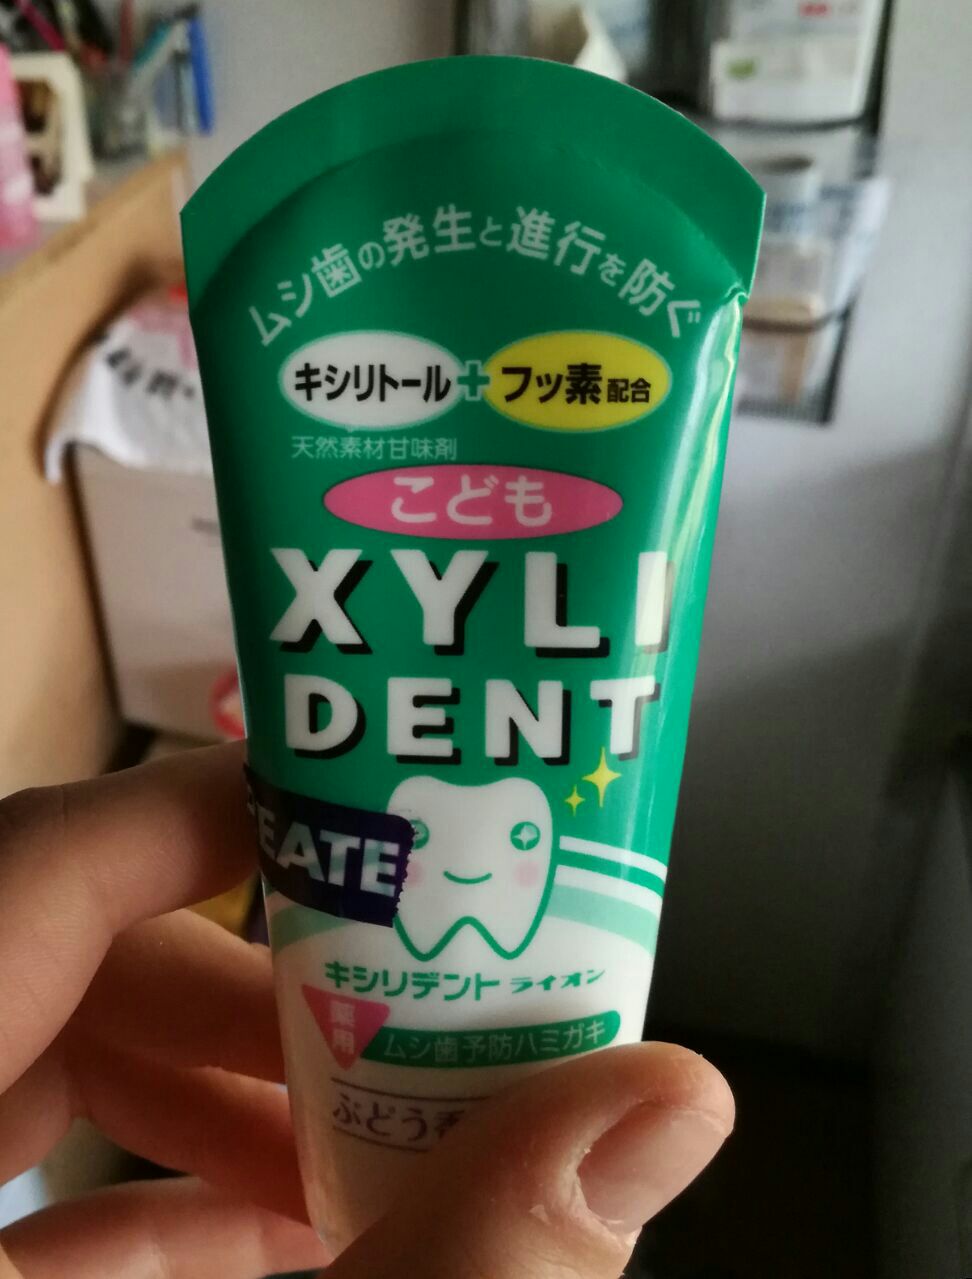 ムシ歯の発生と進行を防ぐ
キシリトール+フッ素配合
天然素材甘味剤
こども
XYLI
DENT
EATE
キシリデントライオン
薬用
ムシ歯予防ハミガキ
ぶどう香